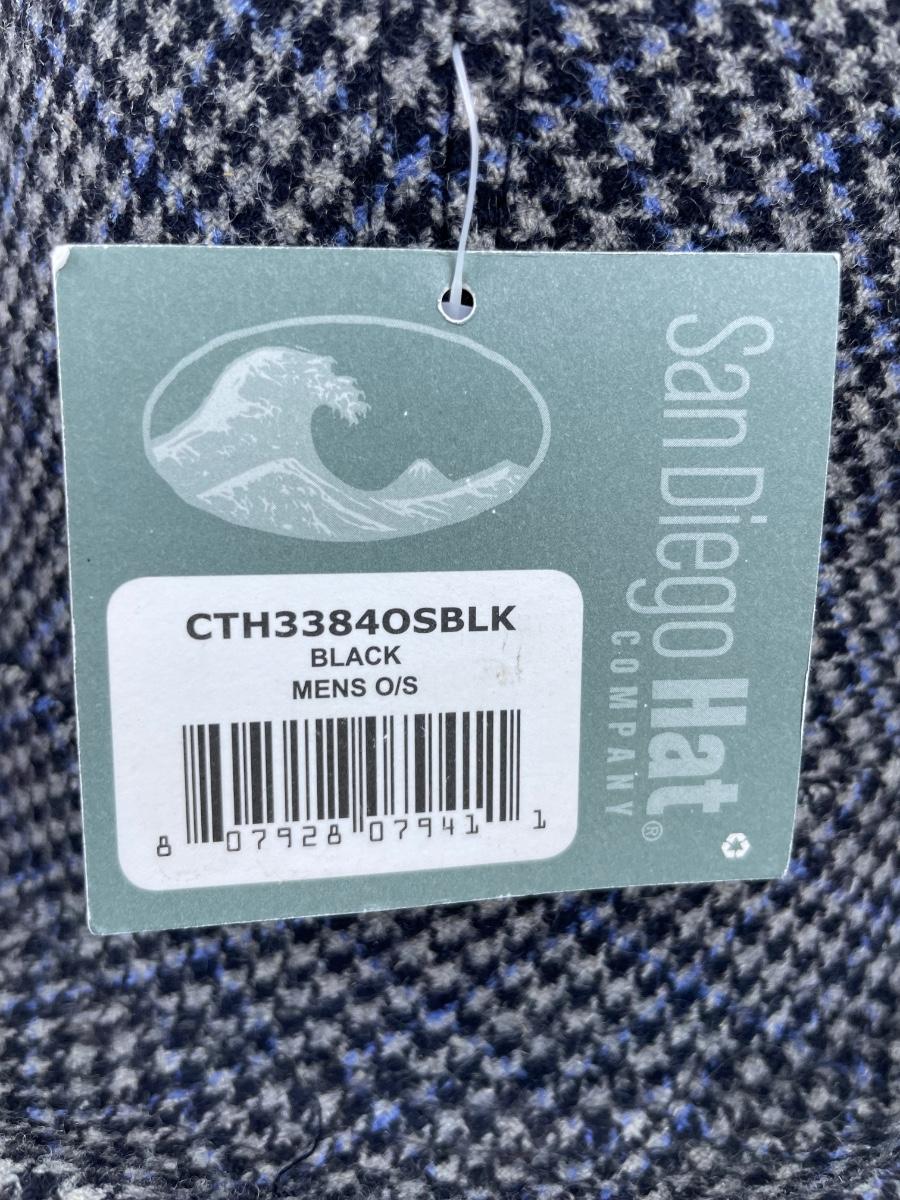 San Diego Hat®
COMPANY
CTH3384OSBLK
BLACK
MENS O/S
8 07928 07941 1